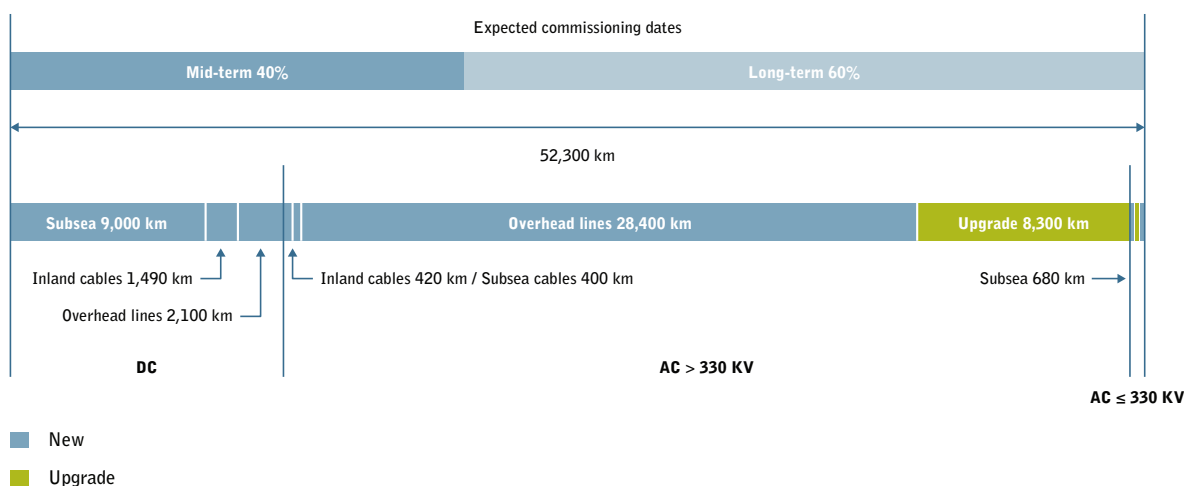 Expected commissioning dates
Mid-term 40%
Long-term 60%
52,300 km
Subsea 9,000 km
Overhead lines 28,400 km
Upgrade 8,300 km
Inland cables 1,490 km
Inland cables 420 km / Subsea cables 400 km
Subsea 680 km
Overhead lines 2,100 km
DC
AC > 330 KV
AC ≤ 330 KV
New
Upgrade